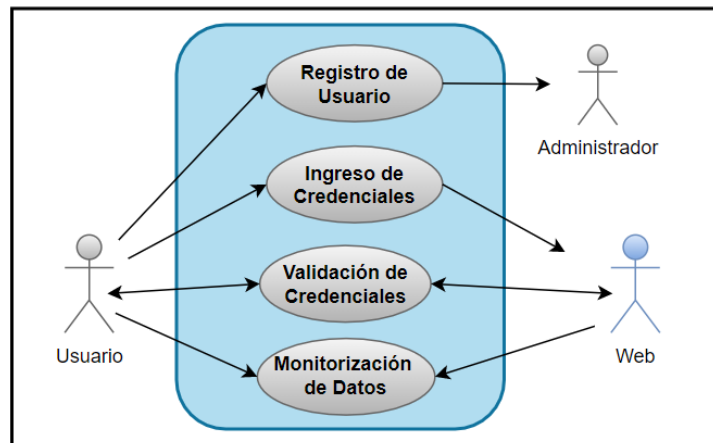 Registro de
Usuario
Administrador
Ingreso de
Credenciales
Validación de
Credenciales
Usuario
Web
Monitorización
de Datos